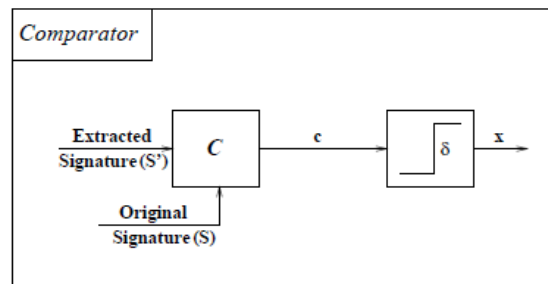 Comparator
Extracted
Signature (S')
C
c
δ
x
Original
Signature (S)